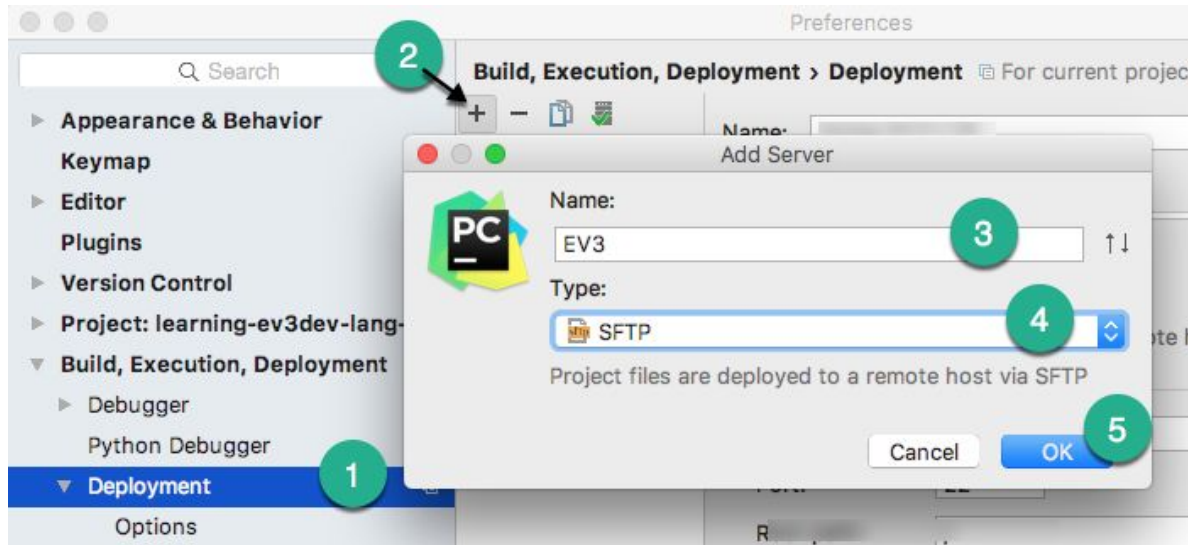 Preferences
Search
Appearance & Behavior
Keymap
Editor
Plugins
Version Control
Project: learning-ev3dev-lang-
Build, Execution, Deployment
Debugger
Python Debugger
Deployment
Options
1
2
Build, Execution, Deployment > Deployment For current projec
Name:
Add Server
PC
Name:
EV3
3
Type:
SFTP
4
Project files are deployed to a remote host via SFTP
Cancel
OK
5
Port:
22